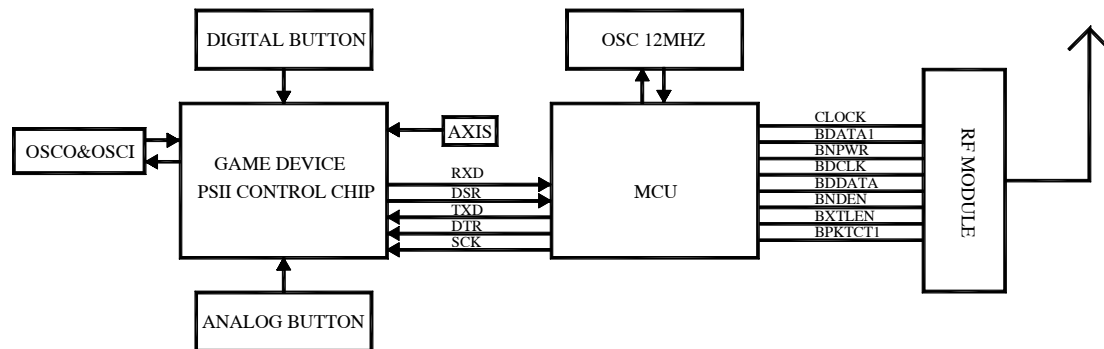 DIGITAL BUTTON
OSC 12MHZ
OSCO&OSCI
GAME DEVICE
PSII CONTROL CHIP
AXIS
RXD
DSR
TXD
DTR
SCK
MCU
CLOCK
BDATA1
BNPWR
BDCLK
BDDATA
BNDEN
BXTLEN
BPKTCT1
RF MODULE
ANALOG BUTTON